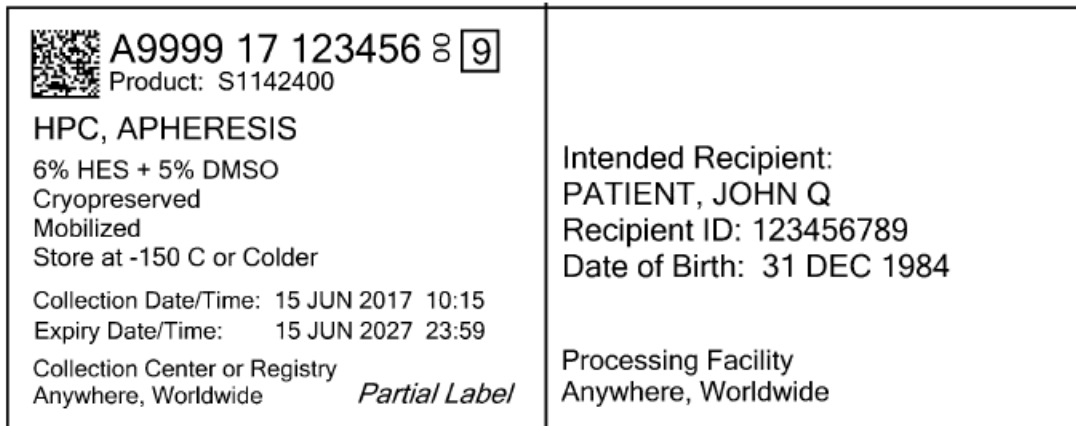 A9999 17 123456 00 9
Product: S1142400
HPC, APHERESIS
6% HES + 5% DMSO
Cryopreserved
Mobilized
Store at -150 C or Colder
Collection Date/Time: 15 JUN 2017 10:15
Expiry Date/Time: 15 JUN 2027 23:59
Collection Center or Registry
Anywhere, Worldwide
Partial Label
Intended Recipient:
PATIENT, JOHN Q
Recipient ID: 123456789
Date of Birth: 31 DEC 1984
Processing Facility
Anywhere, Worldwide